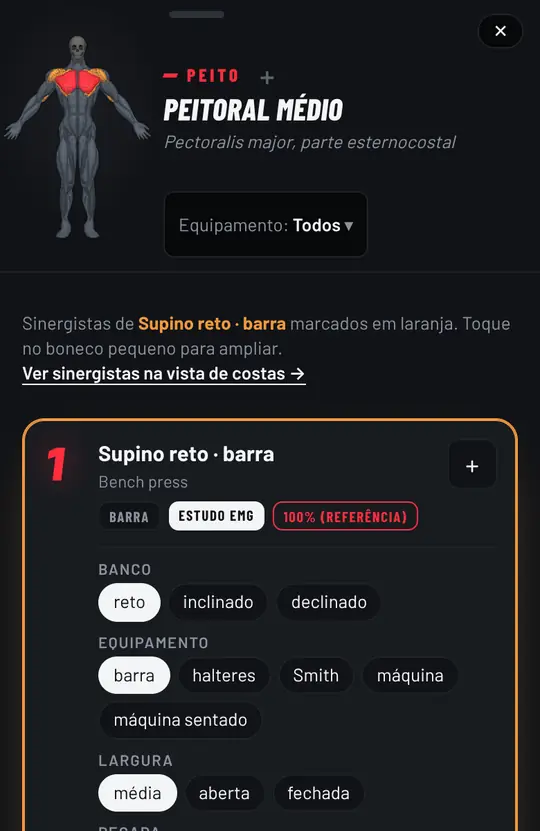 PEITO +
PEITORAL MÉDIO
Pectoralis major, parte esternocostal
Equipamento: Todos ▾
Sinergistas de Supino reto · barra marcados em laranja. Toque
no boneco pequeno para ampliar.
Ver sinergistas na vista de costas →
1
Supino reto · barra
+
Bench press
BARRA
ESTUDO EMG
100% (REFERÊNCIA)
BANCO
reto
inclinado
declinado
EQUIPAMENTO
barra
halteres
Smith
máquina
máquina sentado
LARGURA
média
aberta
fechada